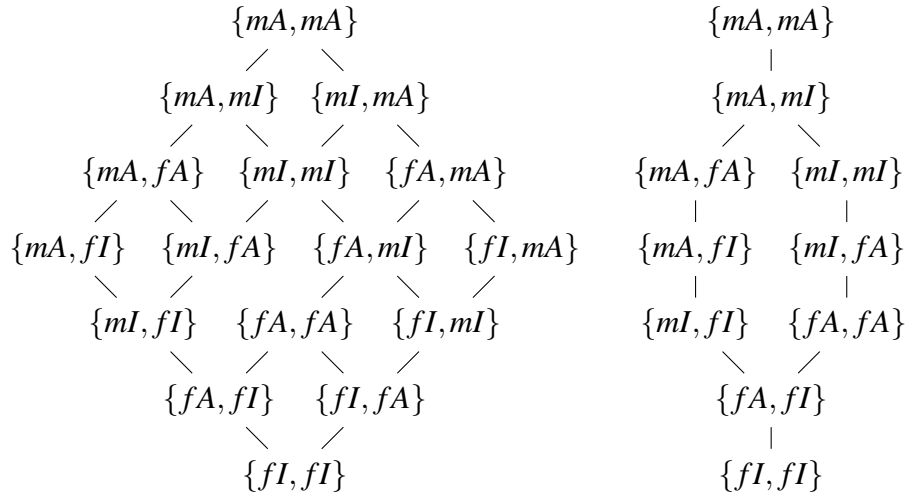 {mA,mA} {mA,mA}
{mA,mI} {mI,mA} {mA,mI}
{mA,fA} {mI,mI} {fA,mA} {mA,fA} {mI,mI}
{mA,fI} {mI,fA} {fA,mI} {fI,mA} {mA,fI} {mI,fA}
{mI,fI} {fA,fA} {fI,mI} {mI,fI} {fA,fA}
{fA,fI} {fI,fA} {fA,fI}
{fI,fI} {fI,fI}